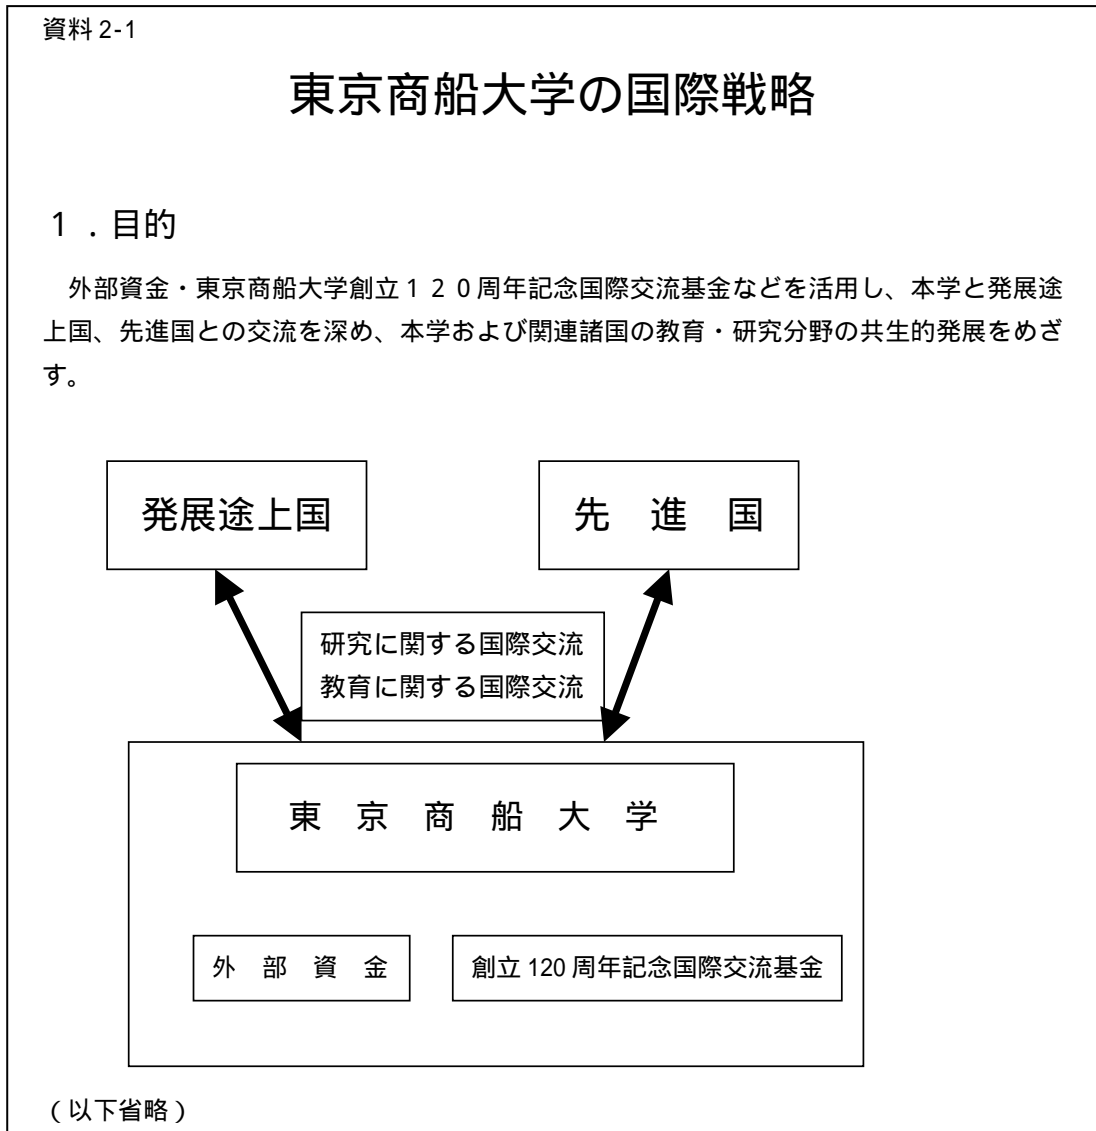 資料 2-1
東京商船大学の国際戦略
１．目的
外部資金・東京商船大学創立１２０周年記念国際交流基金などを活用し、本学と発展途
上国、先進国との交流を深め、本学および関連諸国の教育・研究分野の共生的発展をめざ
す。
発展途上国
先　進　国
研究に関する国際交流
教育に関する国際交流
東　京　商　船　大　学
外　部　資　金
創立 120 周年記念国際交流基金
（以下省略）